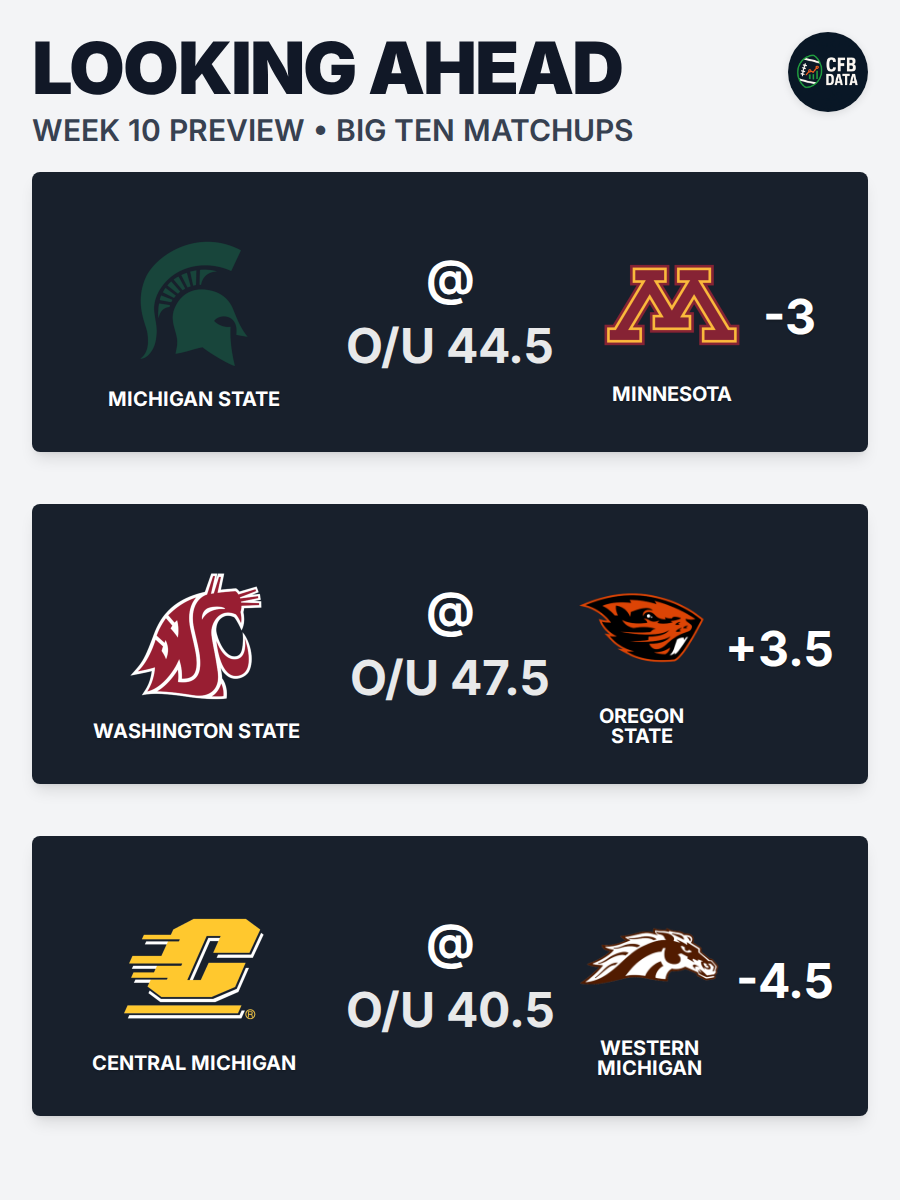 LOOKING AHEAD
CFB
DATA
WEEK 10 PREVIEW • BIG TEN MATCHUPS
@
O/U 44.5
-3
MICHIGAN STATE
MINNESOTA
@
O/U 47.5
+3.5
WASHINGTON STATE
OREGON
STATE
@
O/U 40.5
-4.5
®
CENTRAL MICHIGAN
WESTERN
MICHIGAN